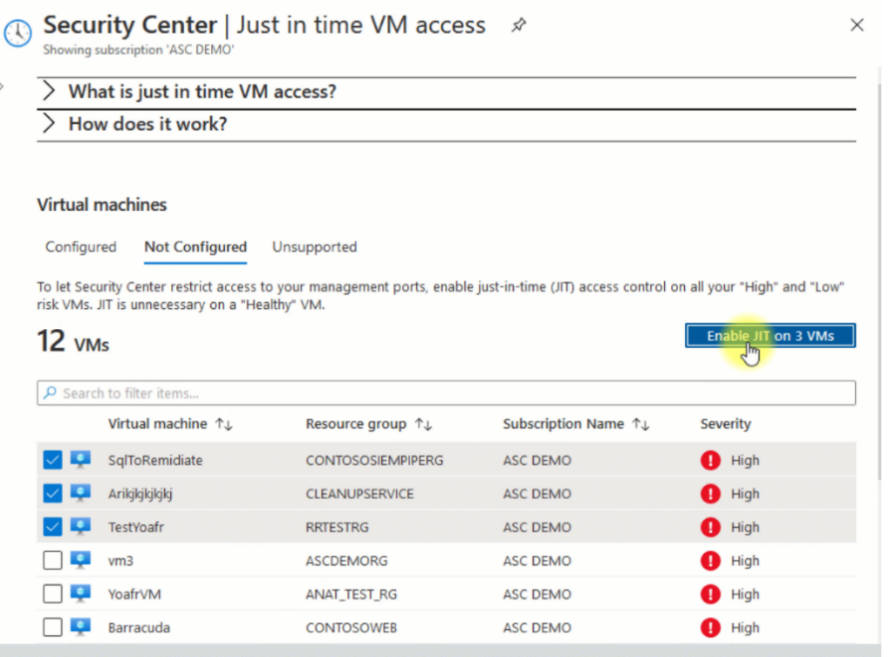 Security Center | Just in time VM access
Showing subscription 'ASC DEMO'
What is just in time VM access?
How does it work?
Virtual machines
Configured Not Configured Unsupported
To let Security Center restrict access to your management ports, enable just-in-time (JIT) access control on all your "High" and "Low"
risk VMs. JIT is unnecessary on a "Healthy" VM.
12 VMs
Enable JIT on 3 VMs
Search to filter items...
Virtual machine ↑↓ Resource group ↑↓ Subscription Name ↑↓ Severity
SqlToRemidiate CONTOSOSIEMPIPERG ASC DEMO High
Arikjkjkjkjkj CLEANUPSERVICE ASC DEMO High
TestYoafr RRTESTRG ASC DEMO High
vm3 ASCDEMORG ASC DEMO High
YoafrVM ANAT_TEST_RG ASC DEMO High
Barracuda CONTOSOWEB ASC DEMO High